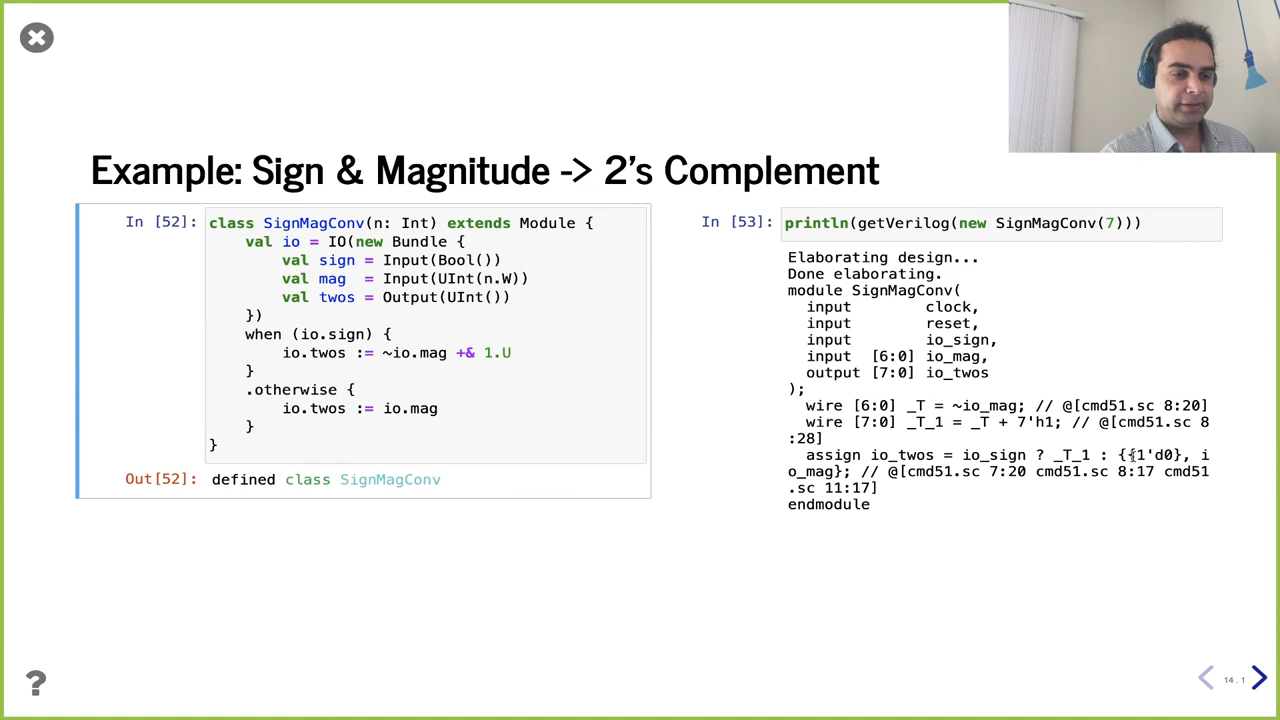 Example: Sign & Magnitude -> 2's Complement
In [52]:
class SignMagConv(n: Int) extends Module {
    val io = IO(new Bundle {
        val sign = Input(Bool())
        val mag  = Input(UInt(n.W))
        val twos = Output(UInt())
    })
    when (io.sign) {
        io.twos := ~io.mag +& 1.U
    }
    .otherwise {
        io.twos := io.mag
    }
}
Out[52]: defined class SignMagConv
In [53]: println(getVerilog(new SignMagConv(7)))
Elaborating design...
Done elaborating.
module SignMagConv(
  input        clock,
  input        reset,
  input        io_sign,
  input  [6:0] io_mag,
  output [7:0] io_twos
);
  wire [6:0] _T = ~io_mag; // @[cmd51.sc 8:20]
  wire [7:0] _T_1 = _T + 7'h1; // @[cmd51.sc 8
:28]
  assign io_twos = io_sign ? _T_1 : {{1'd0}, i
o_mag}; // @[cmd51.sc 7:20 cmd51.sc 8:17 cmd51
.sc 11:17]
endmodule
?
14.1